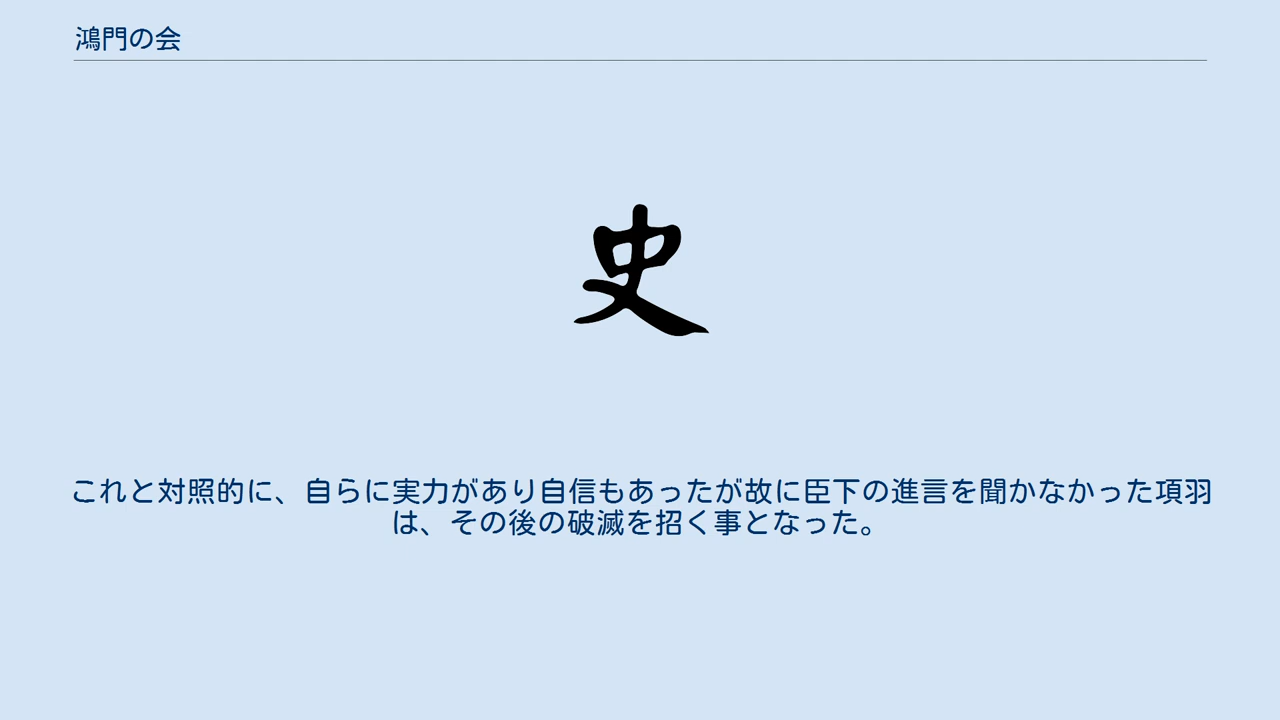 鴻門の会
史
これと対照的に、自らに実力があり自信もあったが故に臣下の進言を聞かなかった項羽
は、その後の破滅を招く事となった。